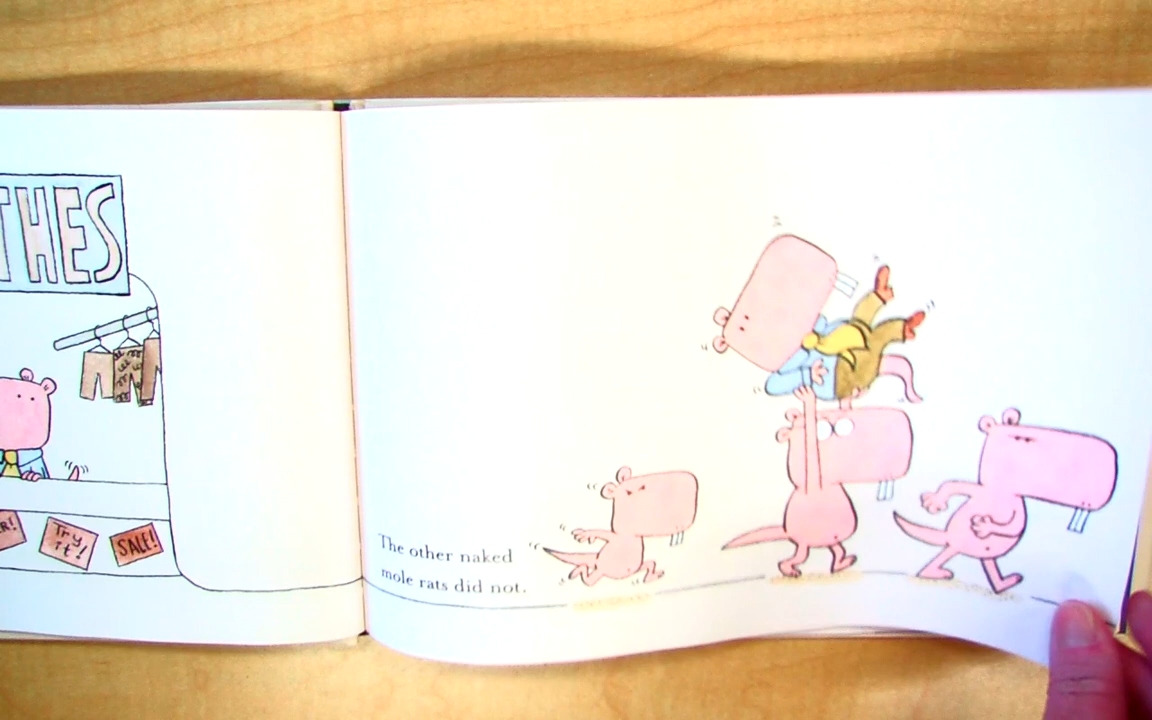 THES
R!
Try
it!
SALE!
The other naked
mole rats did not.